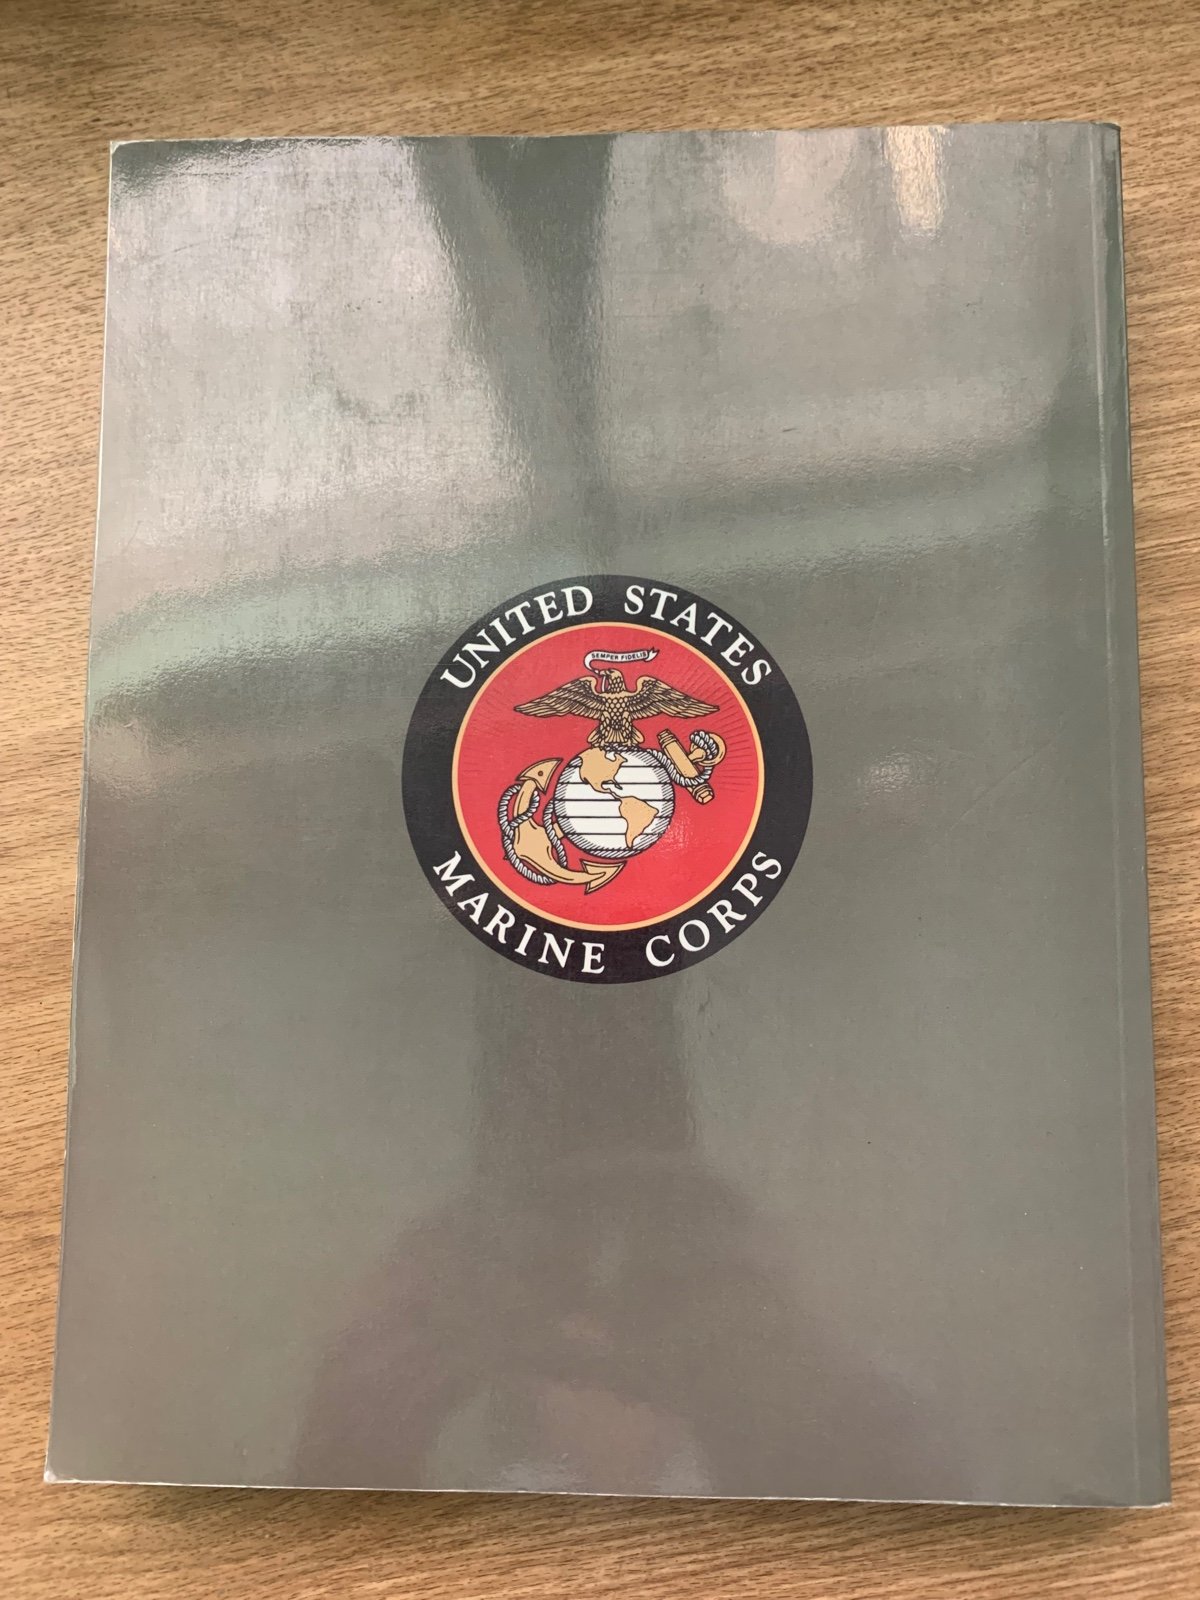 UNITED STATES
SEMPER FIDELIS
MARINE CORPS